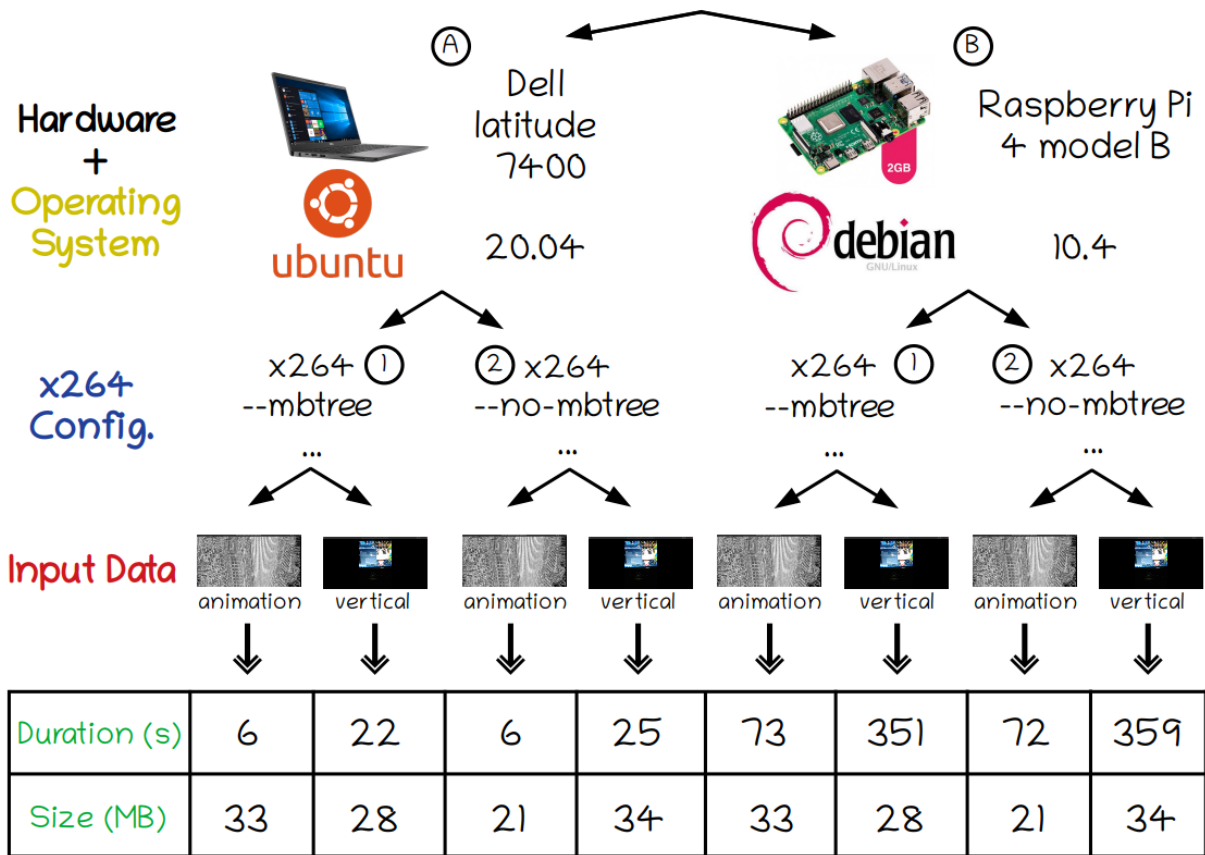 A
B
Dell
latitude
7400
Raspberry Pi
4 model B
Hardware
+
Operating
System
2GB
ubuntu
20.04
debian
GNU/Linux
10.4
x264
Config.
x264 1
--mbtree
...
2 x264
--no-mbtree
...
x264 1
--mbtree
...
2 x264
--no-mbtree
...
Input Data
animation vertical animation vertical animation vertical animation vertical
Duration (s) 6 22 6 25 73 351 72 359
Size (MB) 33 28 21 34 33 28 21 34